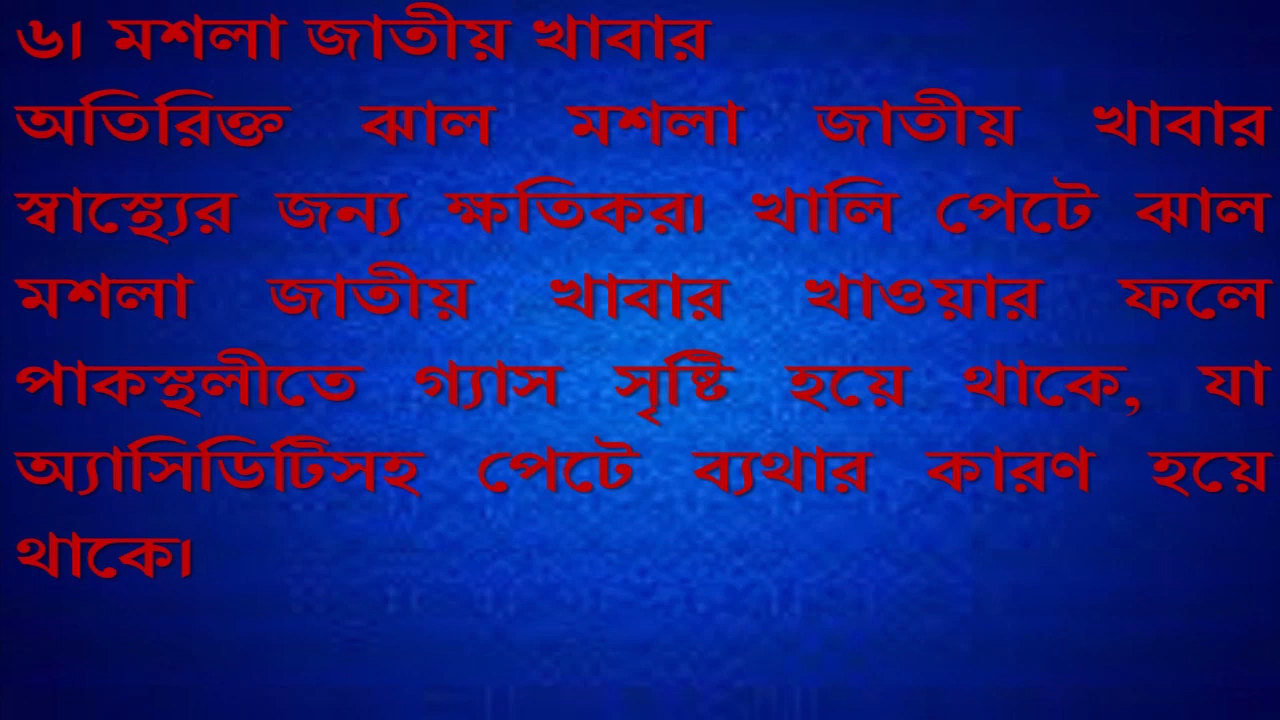 ৬। মশলা জাতীয় খাবার
অতিরিক্ত ঝাল মশলা জাতীয় খাবার
স্বাস্থ্যের জন্য ক্ষতিকর। খালি পেটে ঝাল
মশলা জাতীয় খাবার খাওয়ার ফলে
পাকস্থলীতে গ্যাস সৃষ্টি হয়ে থাকে, যা
অ্যাসিডিটিসহ পেটে ব্যথার কারণ হয়ে
থাকে।